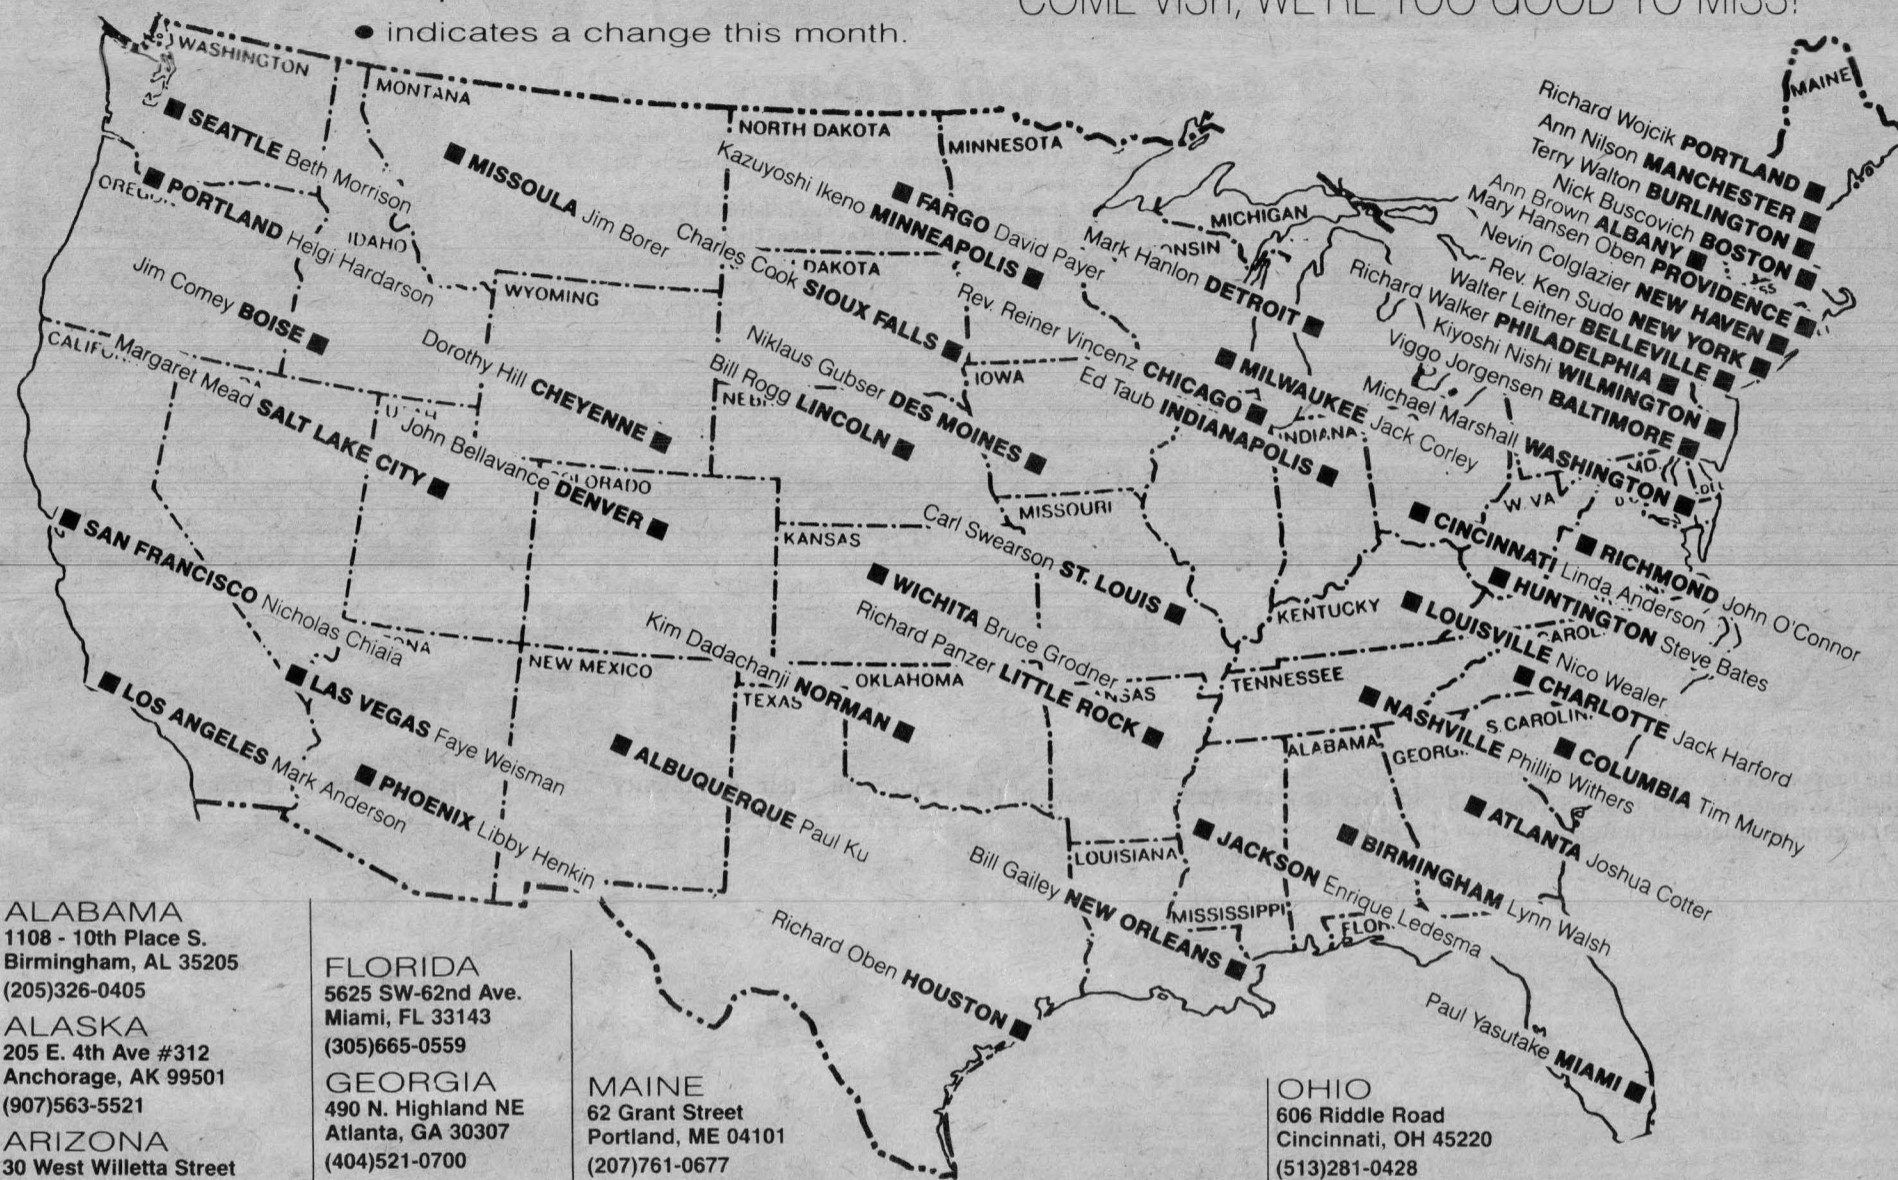 COME VISIT, WE'RE TOO GOOD TO MISS!
● indicates a change this month.
WASHINGTON
MONTANA
NORTH DAKOTA
MINNESOTA
MICHIGAN
MAINE
IDAHO
WYOMING
DAKOTA
IOWA
INDIANA
MISSOURI
KANSAS
W. VA
MD
KENTUCKY
TENNESSEE
NEW MEXICO
OKLAHOMA
TEXAS
S CAROLIN
ALABAMA
GEORG
LOUISIANA
MISSISSIPPI
FLOR
SEATTLE Beth Morrison
PORTLAND Helgi Hardarson
MISSOULA Jim Borer
Jim Comey BOISE
Kazuyoshi Ikeno MINNEAPOLIS
FARGO David Payer
Charles Cook SIOUX FALLS
Mark Hanlon DETROIT
Richard Wojcik PORTLAND
Ann Nilson MANCHESTER
Terry Walton BURLINGTON
Nick Buscovich BOSTON
Ann Brown ALBANY
Mary Hansen Oben PROVIDENCE
Nevin Colglazier NEW HAVEN
Rev. Ken Sudo NEW YORK
Walter Leitner BELLEVILLE
Richard Walker PHILADELPHIA
Kiyoshi Nishi WILMINGTON
Viggo Jorgensen BALTIMORE
Michael Marshall WASHINGTON
Rev. Reiner Vincenz CHICAGO
MILWAUKEE Jack Corley
Ed Taub INDIANAPOLIS
Niklaus Gubser DES MOINES
Bill Rogg LINCOLN
Dorothy Hill CHEYENNE
Margaret Mead SALT LAKE CITY
John Bellavance DENVER
Carl Swearson ST. LOUIS
CINCINNATI Linda Anderson
RICHMOND John O'Connor
HUNTINGTON Steve Bates
LOUISVILLE Nico Wealer
SAN FRANCISCO Nicholas Chiaia
WICHITA Bruce Grodner
Richard Panzer LITTLE ROCK
Kim Dadachanji NORMAN
CHARLOTTE Jack Harford
NASHVILLE Phillip Withers
COLUMBIA Tim Murphy
LOS ANGELES Mark Anderson
LAS VEGAS Faye Weisman
PHOENIX Libby Henkin
ALBUQUERQUE Paul Ku
ATLANTA Joshua Cotter
BIRMINGHAM Lynn Walsh
JACKSON Enrique Ledesma
Bill Gailey NEW ORLEANS
Richard Oben HOUSTON
Paul Yasutake MIAMI
ALABAMA
1108 - 10th Place S.
Birmingham, AL 35205
(205)326-0405
ALASKA
205 E. 4th Ave #312
Anchorage, AK 99501
(907)563-5521
ARIZONA
30 West Willetta Street
FLORIDA
5625 SW-62nd Ave.
Miami, FL 33143
(305)665-0559
GEORGIA
490 N. Highland NE
Atlanta, GA 30307
(404)521-0700
MAINE
62 Grant Street
Portland, ME 04101
(207)761-0677
OHIO
606 Riddle Road
Cincinnati, OH 45220
(513)281-0428